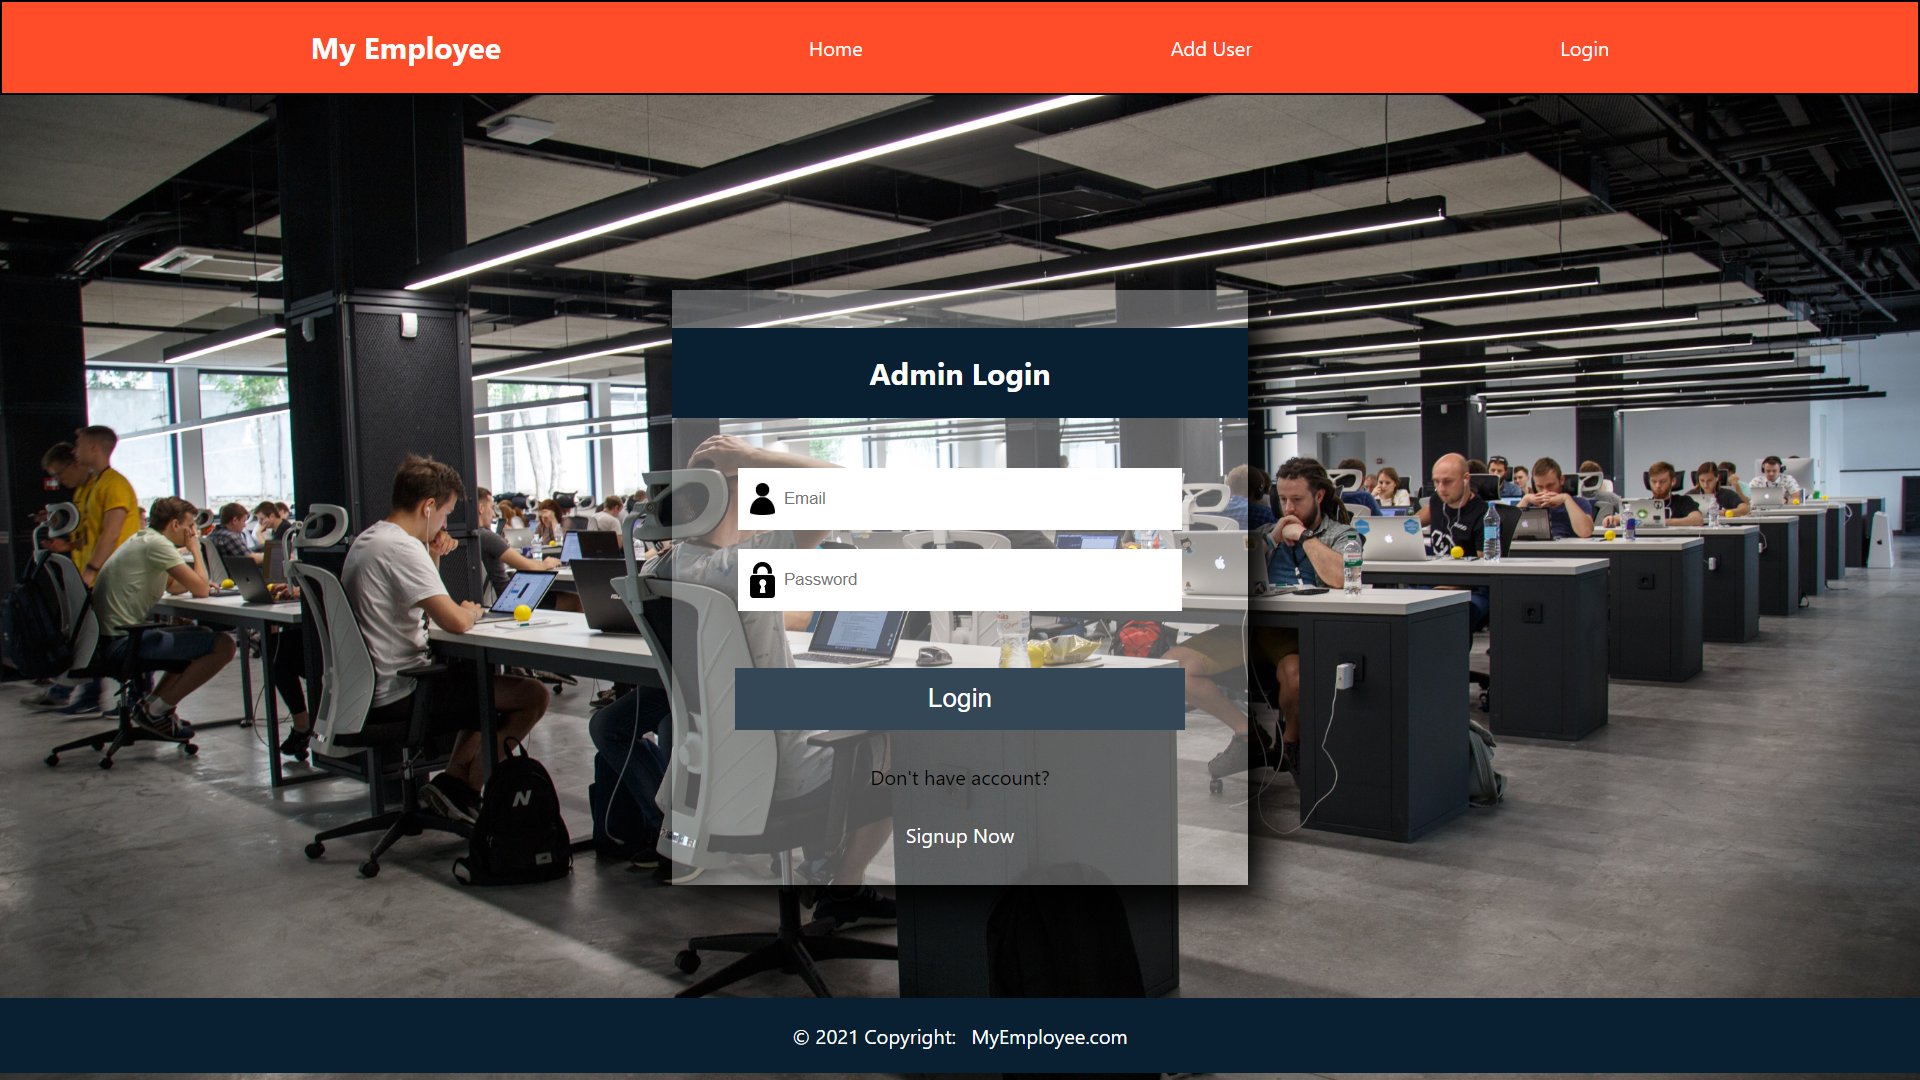 My Employee
Home
Add User
Login
Admin Login
Email
Password
Login
Don't have account?
Signup Now
© 2021 Copyright: MyEmployee.com